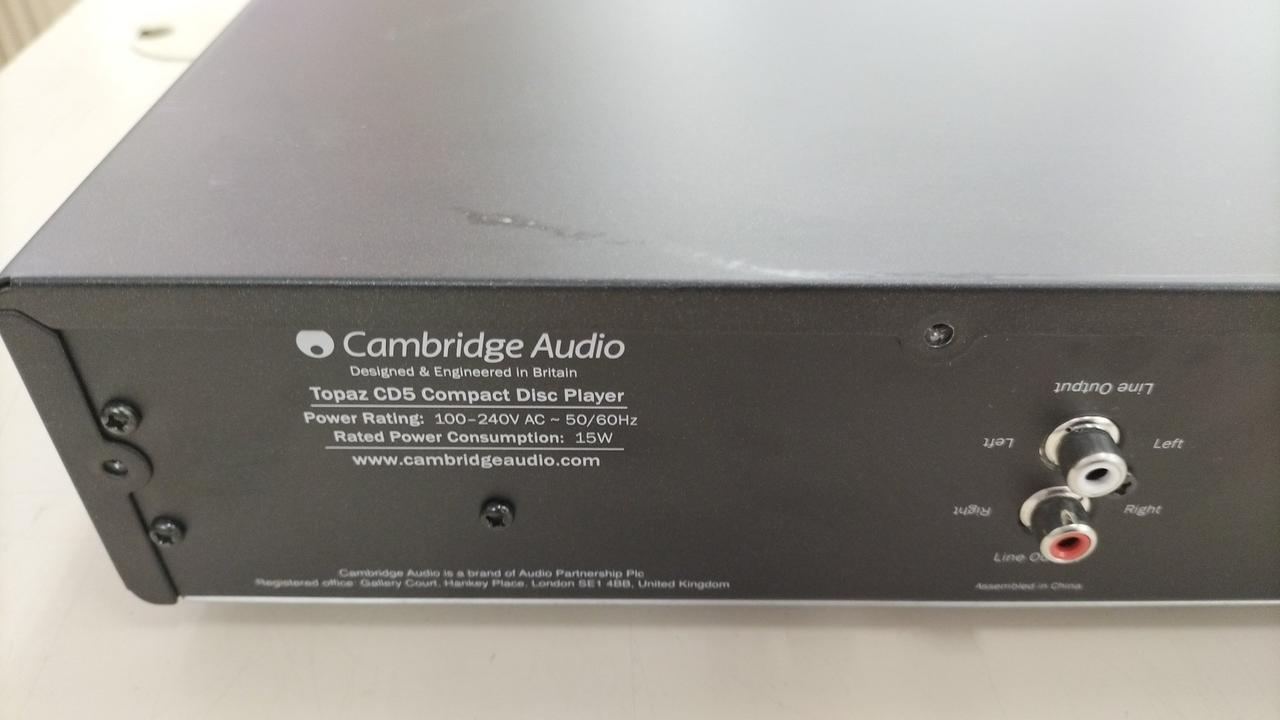 Cambridge Audio
Designed & Engineered in Britain
Topaz CD5 Compact Disc Player
Power Rating: 100-240V AC ~ 50/60Hz
Rated Power Consumption: 15W
www.cambridgeaudio.com
Cambridge Audio is a brand of Audio Partnership Plc
Registered office: Gallery Court, Hankey Place, London SE1 4BB, United Kingdom
Line Output
Left Left
Right Right
Line
Assembled in China